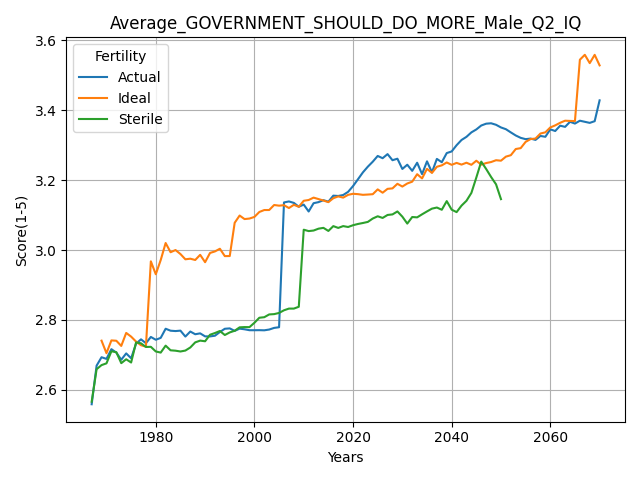 Average_GOVERNMENT_SHOULD_DO_MORE_Male_Q2_IQ
Fertility
Actual
Ideal
Sterile
Score(1-5)
3.6
3.4
3.2
3.0
2.8
2.6
1980 2000 2020 2040 2060
Years